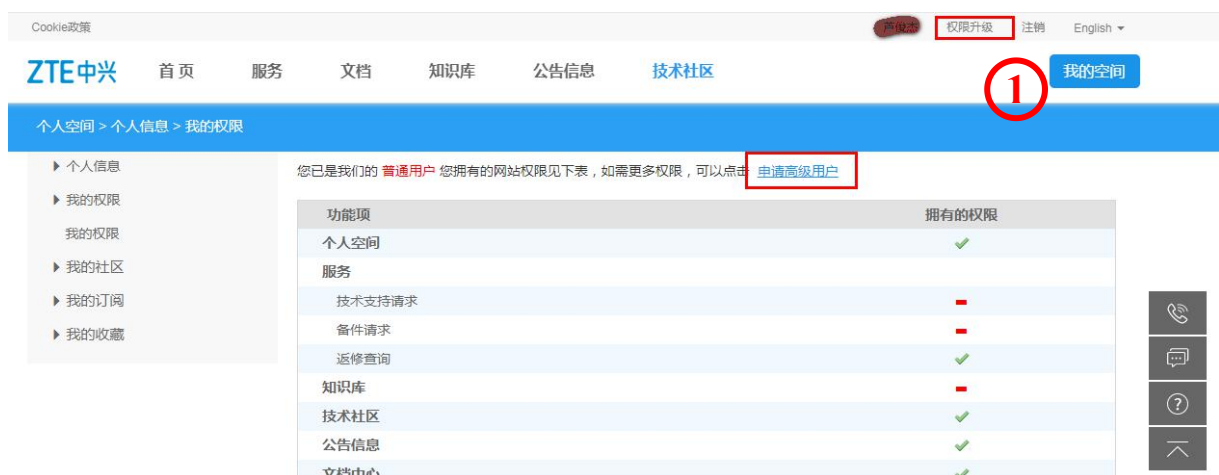 Cookie政策 权限升级 注销 English
ZTE中兴 首页 服务 文档 知识库 公告信息 技术社区 我的空间
1
个人空间 > 个人信息 > 我的权限
个人信息
我的权限
我的权限
我的社区
我的订阅
我的收藏
您已是我们的 普通用户 您拥有的网站权限见下表，如需更多权限，可以点击 申请高级用户
功能项 拥有的权限
个人空间
服务
技术支持请求
备件请求
返修查询
知识库
技术社区
公告信息
文档中心